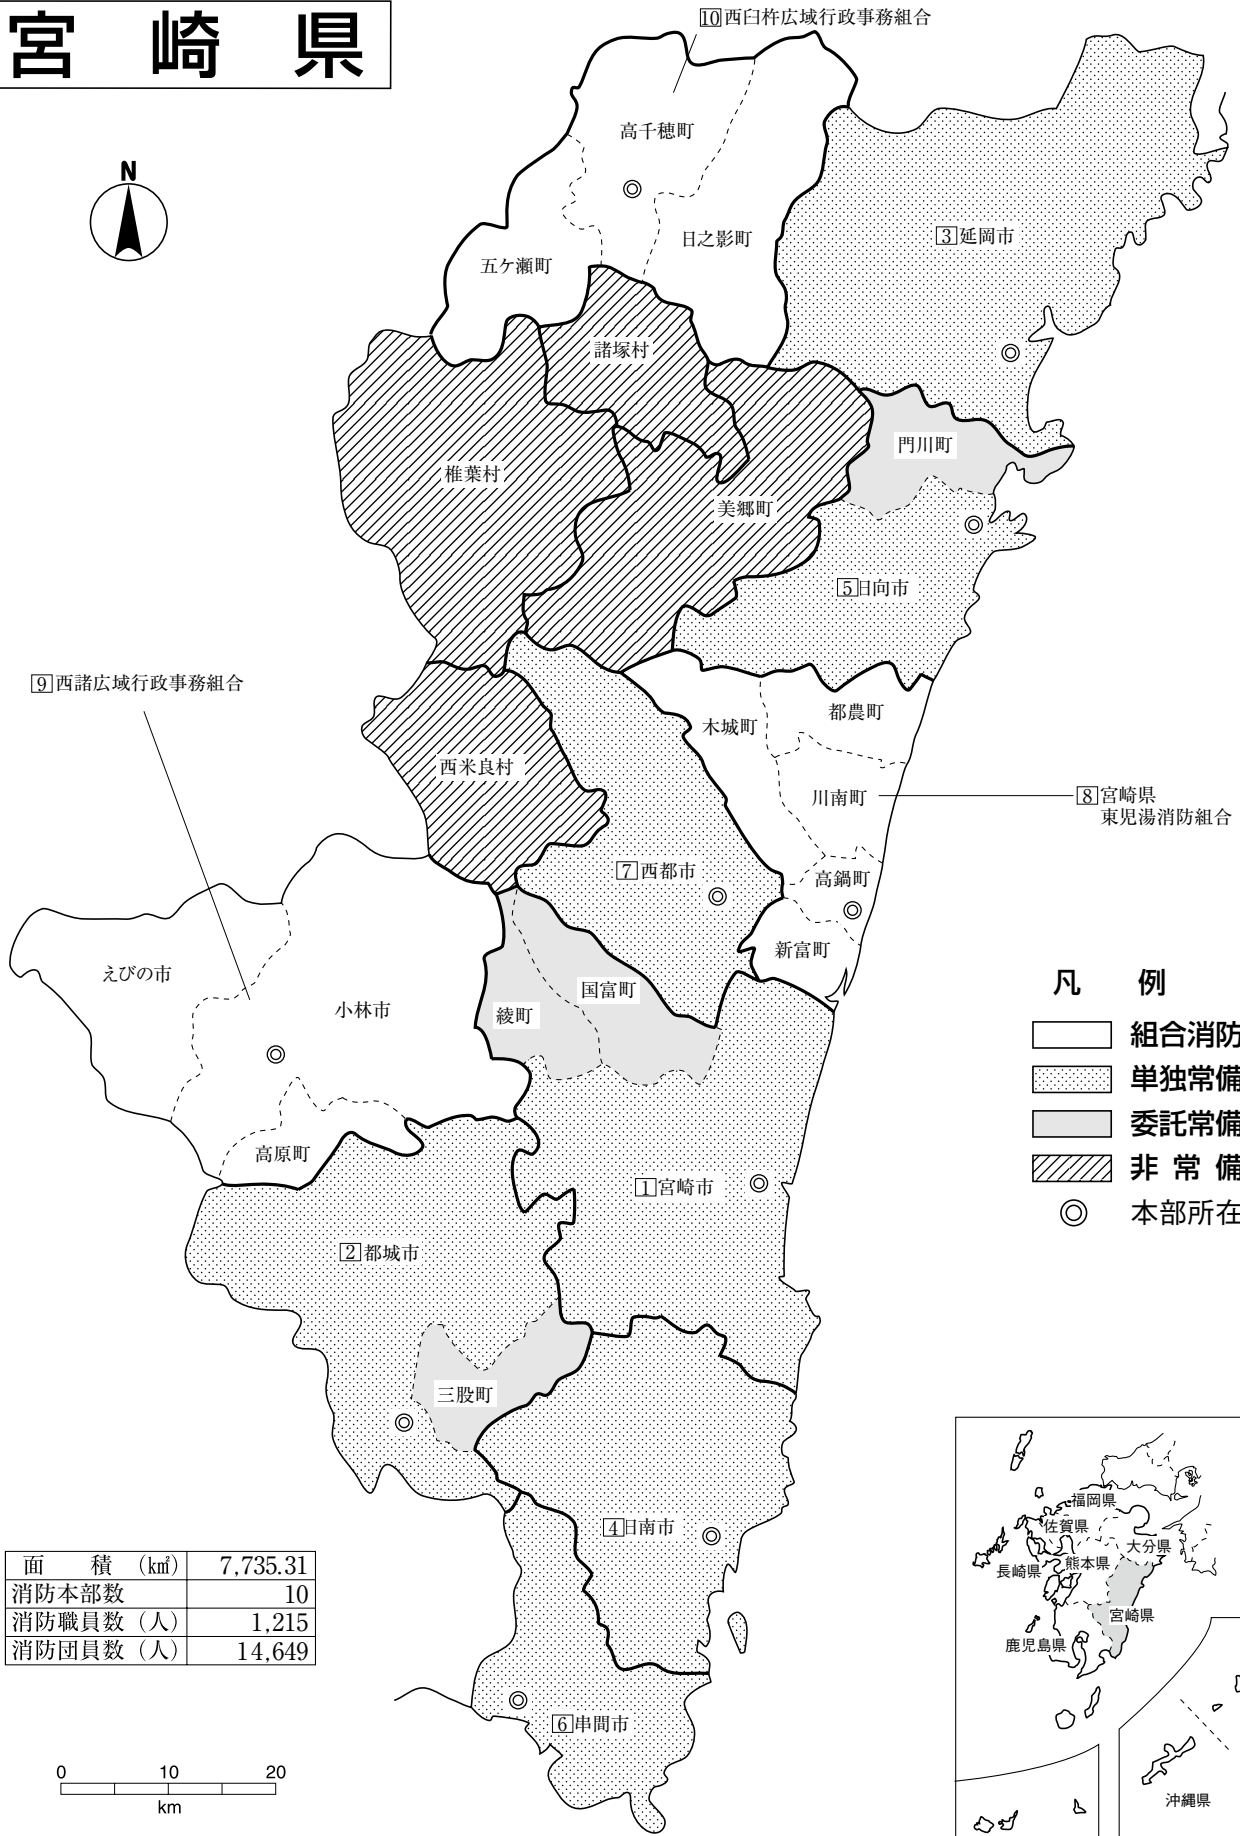 宮崎県
N
10西臼杵広域行政事務組合
高千穂町
日之影町
五ケ瀬町
3延岡市
諸塚村
門川町
椎葉村
美郷町
5日向市
9西諸広域行政事務組合
木城町
都農町
西米良村
川南町
8宮崎県
東児湯消防組合
7西都市
高鍋町
新富町
えびの市
小林市
国富町
綾町
高原町
1宮崎市
2都城市
三股町
4日南市
6串間市
凡例
組合消防
単独常備
委託常備
非常備
本部所在
面積（km²） 7,735.31
消防本部数 10
消防職員数（人） 1,215
消防団員数（人） 14,649
0 10 20
km
福岡県
佐賀県
大分県
長崎県
熊本県
宮崎県
鹿児島県
沖縄県